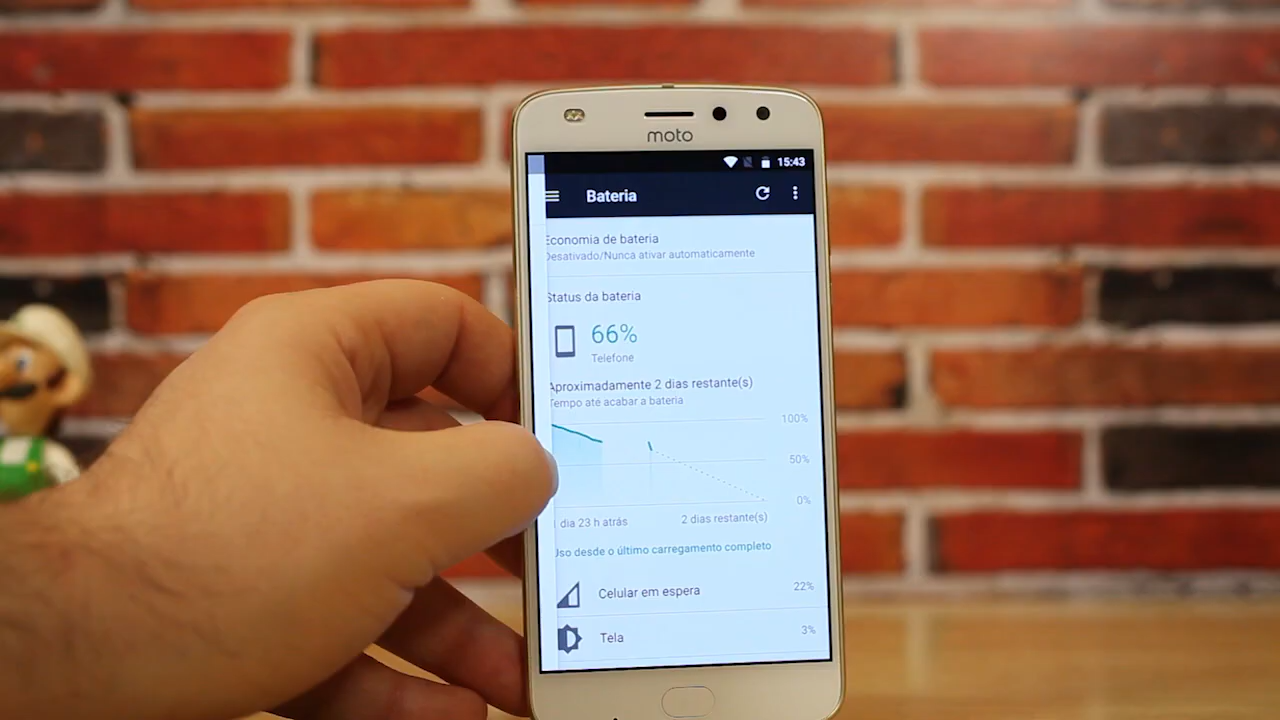 moto
15:43
Bateria
Economia de bateria
Desativado/Nunca ativar automaticamente
Status da bateria
66%
Telefone
Aproximadamente 2 dias restante(s)
Tempo até acabar a bateria
100%
50%
0%
dia 23 h atrás 2 dias restante(s)
Uso desde o último carregamento completo
Celular em espera 22%
Tela 3%